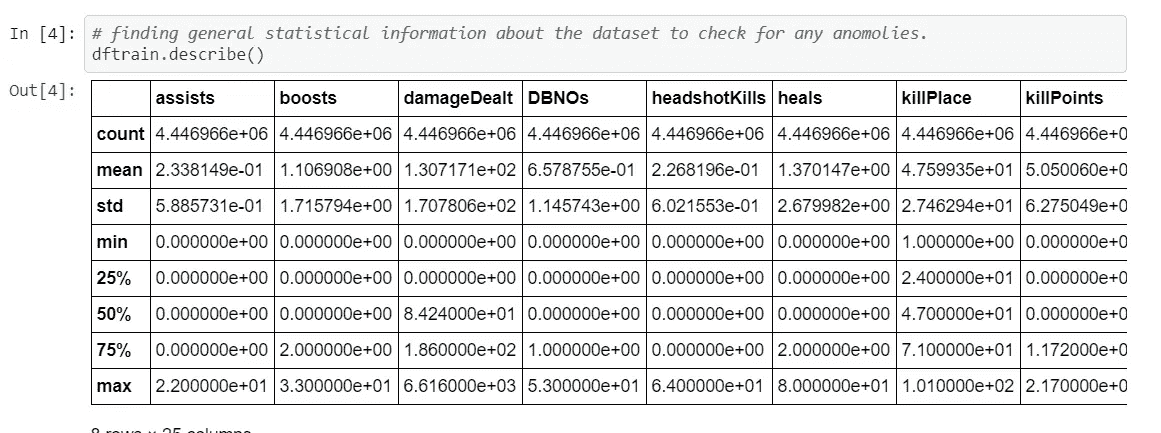 In [4]: # finding general statistical information about the dataset to check for any anomolies.
dftrain.describe()
Out[4]:
assists boosts damageDealt DBNOs headshotKills heals killPlace killPoints
count 4.446966e+06 4.446966e+06 4.446966e+06 4.446966e+06 4.446966e+06 4.446966e+06 4.446966e+06 4.446966e+0
mean 2.338149e-01 1.106908e+00 1.307171e+02 6.578755e-01 2.268196e-01 1.370147e+00 4.759935e+01 5.050060e+0
std 5.885731e-01 1.715794e+00 1.707806e+02 1.145743e+00 6.021553e-01 2.679982e+00 2.746294e+01 6.275049e+0
min 0.000000e+00 0.000000e+00 0.000000e+00 0.000000e+00 0.000000e+00 0.000000e+00 1.000000e+00 0.000000e+0
25% 0.000000e+00 0.000000e+00 0.000000e+00 0.000000e+00 0.000000e+00 0.000000e+00 2.400000e+01 0.000000e+0
50% 0.000000e+00 0.000000e+00 8.424000e+01 0.000000e+00 0.000000e+00 0.000000e+00 4.700000e+01 0.000000e+0
75% 0.000000e+00 2.000000e+00 1.860000e+02 1.000000e+00 0.000000e+00 2.000000e+00 7.100000e+01 1.172000e+0
max 2.200000e+01 3.300000e+01 6.616000e+03 5.300000e+01 6.400000e+01 8.000000e+01 1.010000e+02 2.170000e+0
8 rows × 25 columns